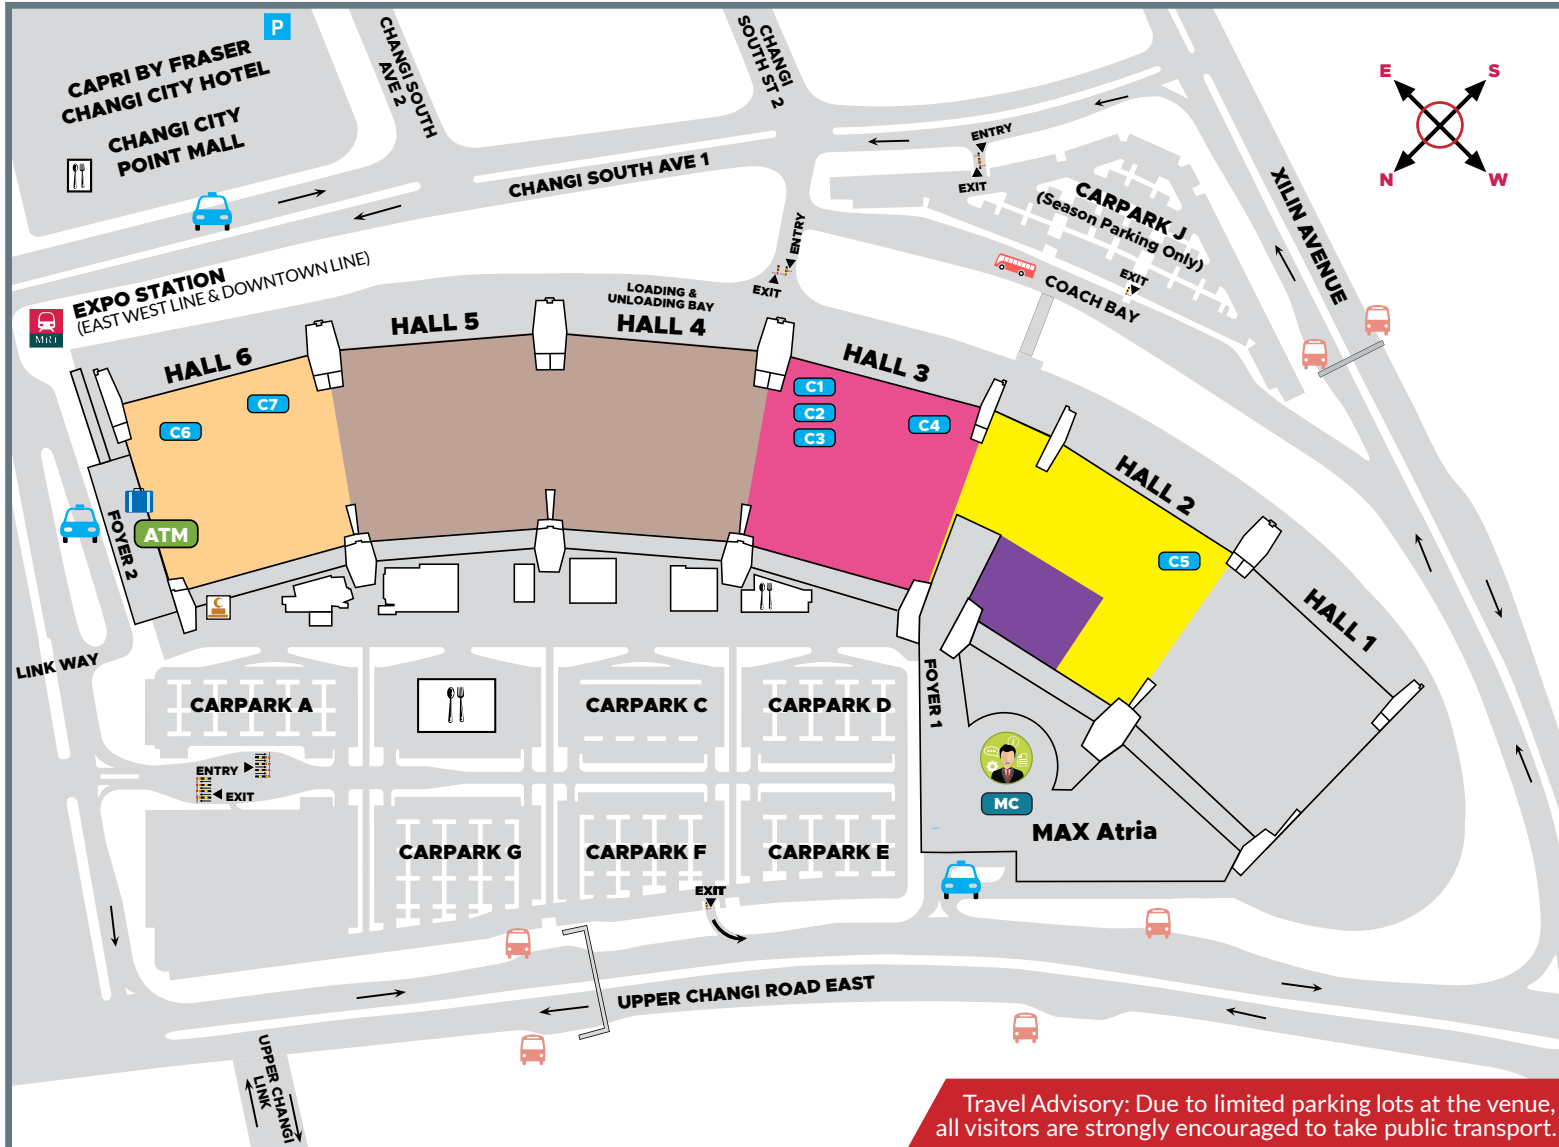 P
CAPRI BY FRASER
CHANGI CITY HOTEL
CHANGI CITY
POINT MALL
CHANGI SOUTH
AVE 2
CHANGI
SOUTH ST 2
E
S
N
W
ENTRY
EXIT
CARPARK J
(Season Parking Only)
XILIN AVENUE
CHANGI SOUTH AVE 1
ENTRY
EXIT
EXIT
COACH BAY
EXPO STATION
(EAST WEST LINE & DOWNTOWN LINE)
MRT
LOADING &
UNLOADING BAY
HALL 6
HALL 5
HALL 4
HALL 3
HALL 2
HALL 1
C7
C6
C1
C2
C3
C4
C5
ATM
FOYER 2
LINK WAY
CARPARK A
CARPARK C
CARPARK D
FOYER 1
ENTRY
EXIT
MC
MAX Atria
CARPARK G
CARPARK F
CARPARK E
EXIT
UPPER CHANGI ROAD EAST
UPPER CHANGI
LINK
Travel Advisory: Due to limited parking lots at the venue,
all visitors are strongly encouraged to take public transport.